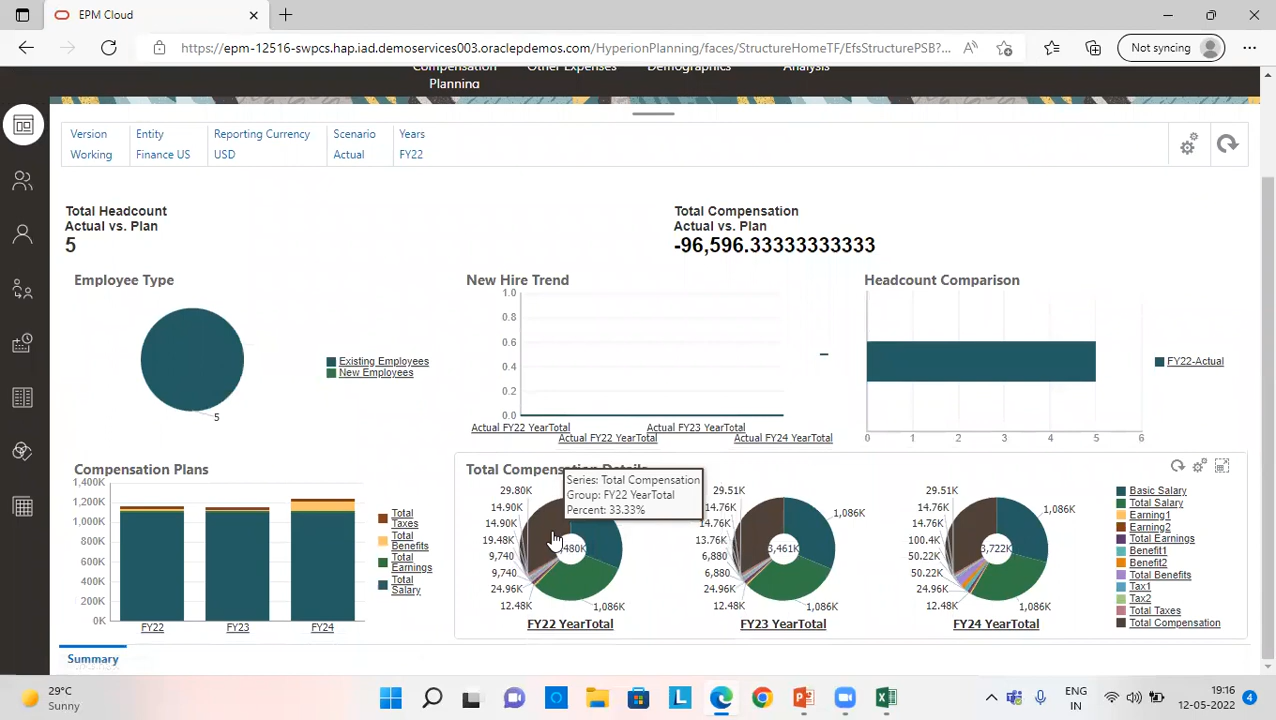 EPM Cloud
https://epm-12516-swpcs.hap.iad.demoservices003.oraclepdemos.com/HyperionPlanning/faces/StructureHomeTF/EfsStructurePSB?...
Not syncing
Compensation Planning
Other Expenses
Demographics
Analysis
Version
Working
Entity
Finance US
Reporting Currency
USD
Scenario
Actual
Years
FY22
Total Headcount
Actual vs. Plan
5
Total Compensation
Actual vs. Plan
-96,596.33333333333
Employee Type
5
Existing Employees
New Employees
New Hire Trend
1.0
0.8
0.6
0.4
0.2
0.0
Actual FY22 YearTotal
Actual FY22 YearTotal
Actual FY23 YearTotal
Actual FY24 YearTotal
Headcount Comparison
0 1 2 3 4 5 6
FY22-Actual
Compensation Plans
1,400K
1,200K
1,000K
800K
600K
400K
200K
0K
FY22
FY23
FY24
Total Taxes
Total Benefits
Total Earnings
Total Salary
Total Compensation Details
Series: Total Compensation
Group: FY22 YearTotal
Percent: 33.33%
29.80K
14.90K
14.90K
19.48K
9,740
9,740
24.96K
12.48K
1,086K
480K
FY22 YearTotal
29.51K
14.76K
14.76K
13.76K
6,880
6,880
24.96K
12.48K
1,086K
1,086K
3,461K
FY23 YearTotal
29.51K
14.76K
14.76K
100.4K
50.22K
50.22K
24.96K
12.48K
1,086K
1,086K
3,722K
FY24 YearTotal
Basic Salary
Total Salary
Earning1
Earning2
Total Earnings
Benefit1
Benefit2
Total Benefits
Tax1
Tax2
Total Taxes
Total Compensation
Summary
29°C
Sunny
ENG
IN
19:16
12-05-2022
4